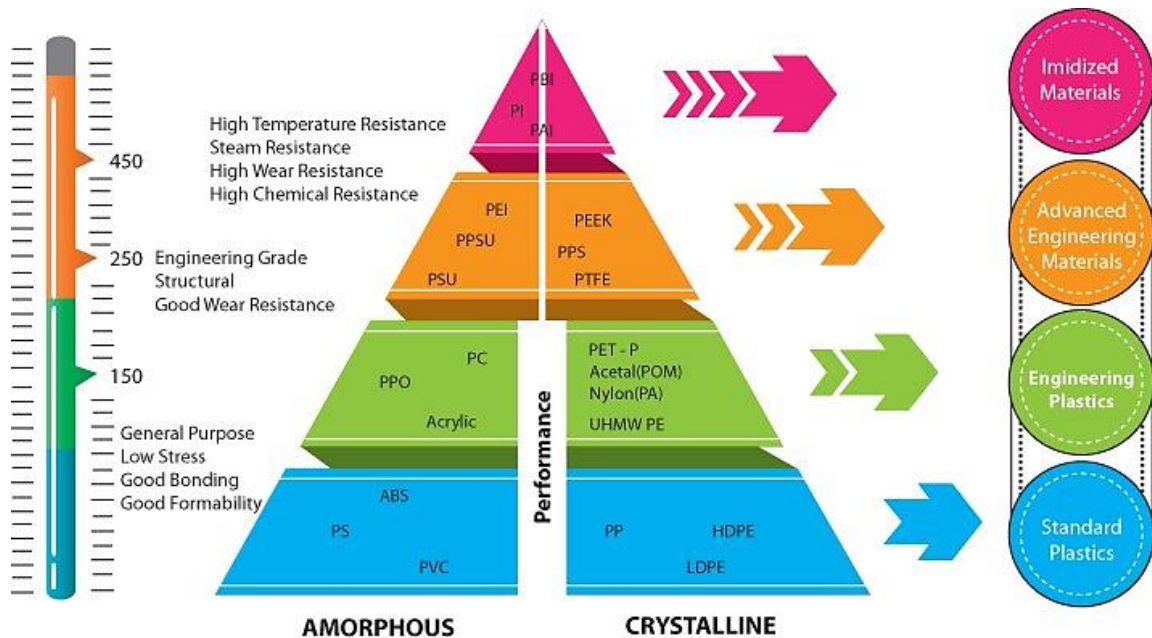 PBI
PI
PAI
High Temperature Resistance
Steam Resistance
High Wear Resistance
High Chemical Resistance
450
PEI
PPSU
PSU
PEEK
PPS
PTFE
250
Engineering Grade
Structural
Good Wear Resistance
150
PC
PPO
Acrylic
PET - P
Acetal(POM)
Nylon(PA)
UHMW PE
General Purpose
Low Stress
Good Bonding
Good Formability
Performance
ABS
PS
PVC
PP
HDPE
LDPE
AMORPHOUS
CRYSTALLINE
Imidized
Materials
Advanced
Engineering
Materials
Engineering
Plastics
Standard
Plastics